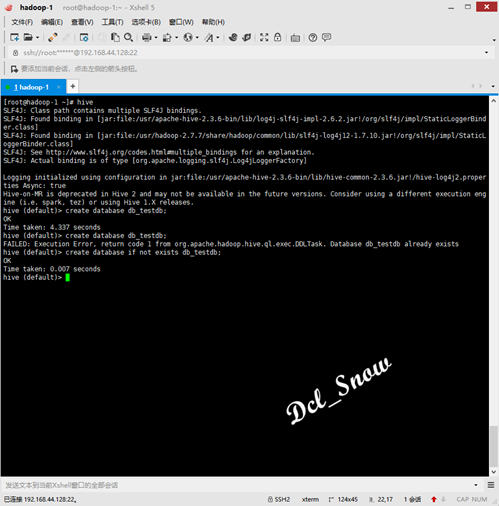 hadoop-1    root@hadoop-1:~ - Xshell 5
文件(F) 编辑(E) 查看(V) 工具(T) 选项卡(B) 窗口(W) 帮助(H)
ssh://root:******@192.168.44.128:22
要添加当前会话，点击左侧的箭头按钮。
1 hadoop-1 × +
[root@hadoop-1 ~]# hive
SLF4J: Class path contains multiple SLF4J bindings.
SLF4J: Found binding in [jar:file:/usr/apache-hive-2.3.6-bin/lib/log4j-slf4j-impl-2.6.2.jar!/org/slf4j/impl/StaticLoggerBind
er.class]
SLF4J: Found binding in [jar:file:/usr/hadoop-2.7.7/share/hadoop/common/lib/slf4j-log4j12-1.7.10.jar!/org/slf4j/impl/StaticL
oggerBinder.class]
SLF4J: See http://www.slf4j.org/codes.html#multiple_bindings for an explanation.
SLF4J: Actual binding is of type [org.apache.logging.slf4j.Log4jLoggerFactory]
Logging initialized using configuration in jar:file:/usr/apache-hive-2.3.6-bin/lib/hive-common-2.3.6.jar!/hive-log4j2.proper
ties Async: true
Hive-on-MR is deprecated in Hive 2 and may not be available in the future versions. Consider using a different execution eng
ine (i.e. spark, tez) or using Hive 1.X releases.
hive (default)> create database db_testdb;
OK
Time taken: 4.337 seconds
hive (default)> create database db_testdb;
FAILED: Execution Error, return code 1 from org.apache.hadoop.hive.ql.exec.DDLTask. Database db_testdb already exists
hive (default)> create database if not exists db_testdb;
OK
Time taken: 0.007 seconds
hive (default)>
Dcl_Snow
发送文本到当前Xshell窗口的全部会话
已连接 192.168.44.128:22。 SSH2 xterm 124x45 22,17 1 会话 CAP NUM